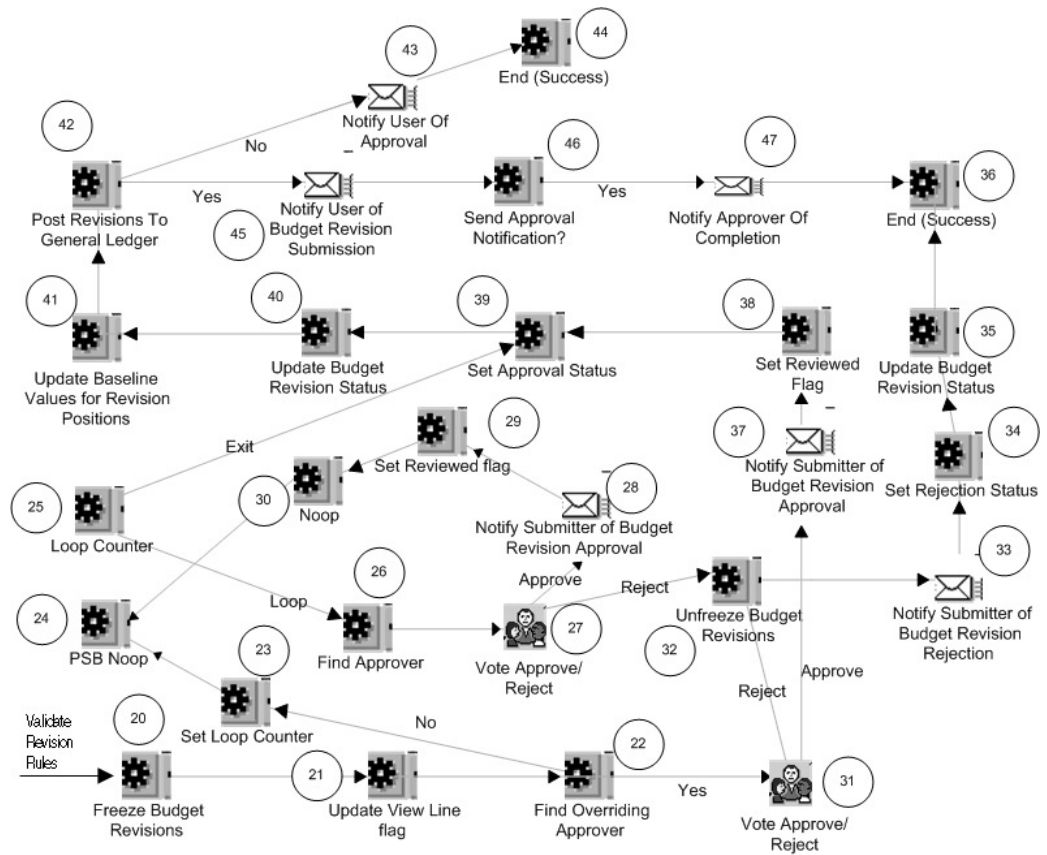 43
44
End (Success)
42
Notify User Of
Approval
No
46
47
36
Yes
Yes
Post Revisions To
General Ledger
45
Notify User of
Budget Revision
Submission
Send Approval
Notification?
Notify Approver Of
Completion
End (Success)
41
40
39
38
35
Update Baseline
Values for Revision
Positions
Update Budget
Revision Status
Set Approval Status
Set Reviewed
Flag
Update Budget
Revision Status
37
Notify Submitter of
Budget Revision
Approval
34
Set Rejection Status
Exit
29
Set Reviewed flag
30
Noop
28
Notify Submitter of Budget
Revision Approval
25
Loop Counter
33
Notify Submitter of
Budget Revision
Rejection
26
Loop
Find Approver
Approve
Reject
27
Vote Approve/
Reject
Unfreeze Budget
Revisions
32
24
PSB Noop
23
Set Loop Counter
Reject
Approve
Validate
Revision
Rules
20
Freeze Budget
Revisions
21
Update View Line
flag
No
22
Find Overriding
Approver
Yes
31
Vote Approve/
Reject